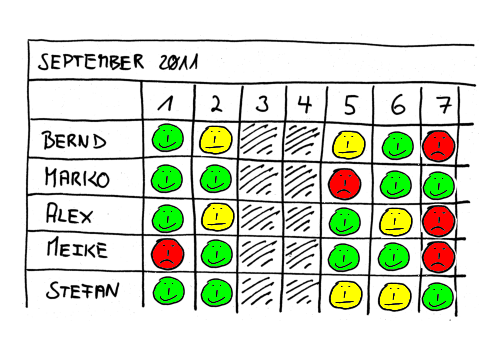 SEPTEMBER 2011
1 2 3 4 5 6 7
BERND
MARKO
ALEX
MEIKE
STEFAN